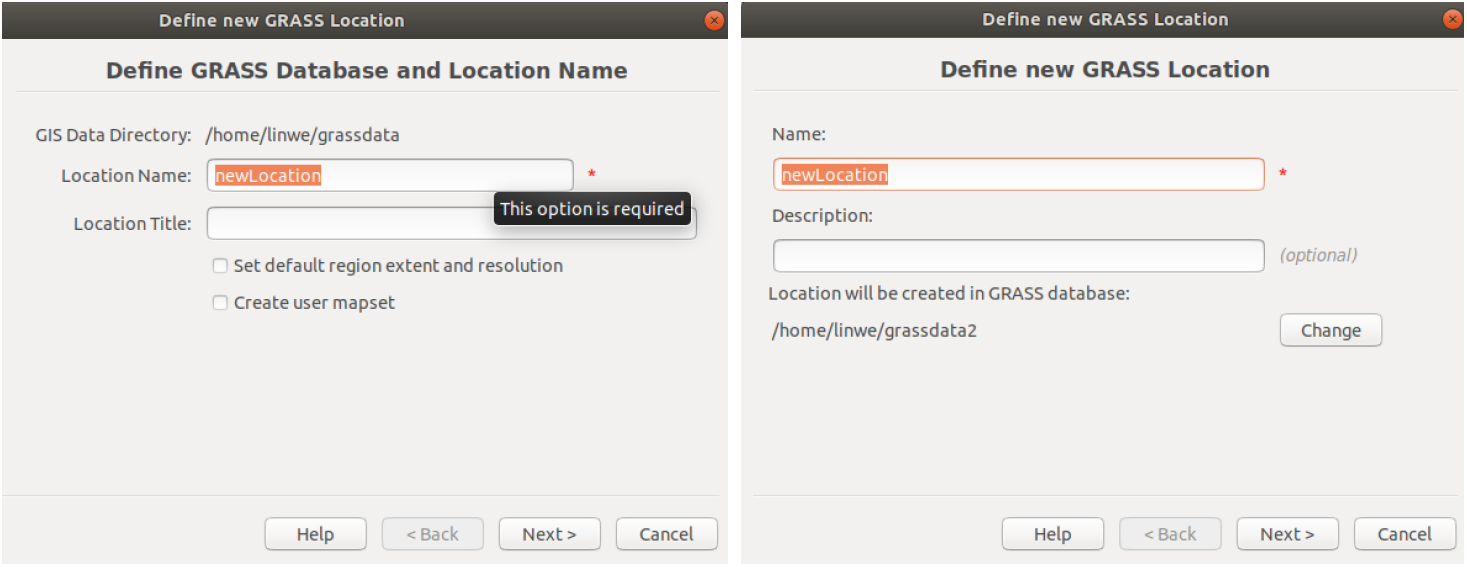 Define new GRASS Location
Define GRASS Database and Location Name
GIS Data Directory: /home/linwe/grassdata
Location Name: newLocation *
This option is required
Location Title:
Set default region extent and resolution
Create user mapset
Help < Back Next > Cancel
Define new GRASS Location
Define new GRASS Location
Name:
newLocation *
Description:
(optional)
Location will be created in GRASS database:
/home/linwe/grassdata2 Change
Help < Back Next > Cancel